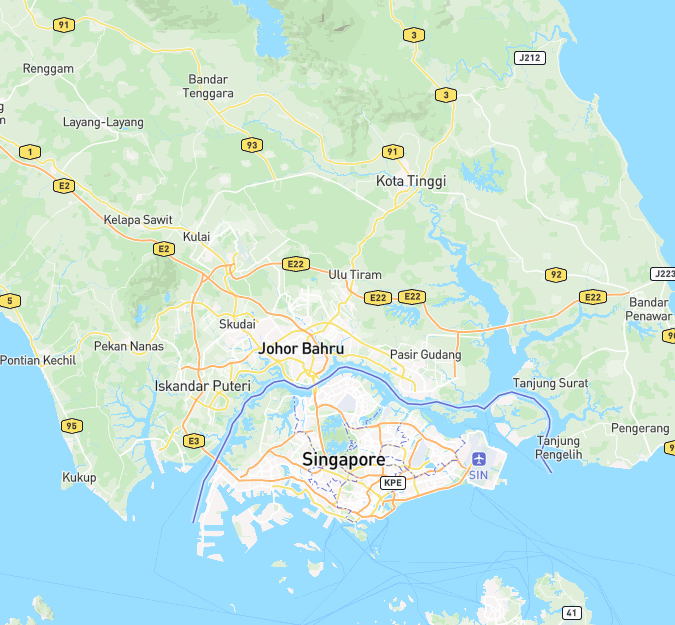 91
3
J212
Renggam
Bandar
Tenggara
3
Layang-Layang
93
91
1
E2
Kota Tinggi
Kelapa Sawit
Kulai
E2
E22
Ulu Tiram
92
J223
5
E22
E22
E22
Bandar
Penawar
Skudai
Johor Bahru
Pekan Nanas
Pasir Gudang
Pontian Kechil
Iskandar Puteri
Tanjung Surat
95
E3
Pengerang
Tanjung
Pengelih
Singapore
SIN
Kukup
KPE
41